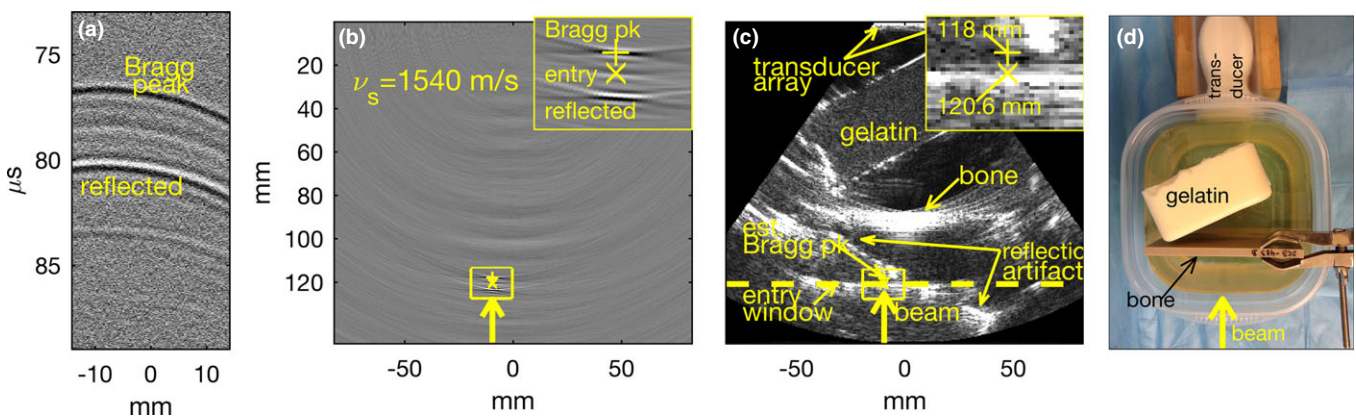 (a)
75
80
85
μs
Bragg
peak
reflected
-10
0
10
mm
(b)
20
40
60
80
100
120
mm
νs=1540 m/s
Bragg pk
entry
reflected
-50
0
50
mm
(c)
118 mm
120.6 mm
transducer
array
gelatin
bone
est.
Bragg pk
reflectio
artifact
entry
window
beam
-50
0
50
mm
(d)
trans-
ducer
gelatin
bone
beam